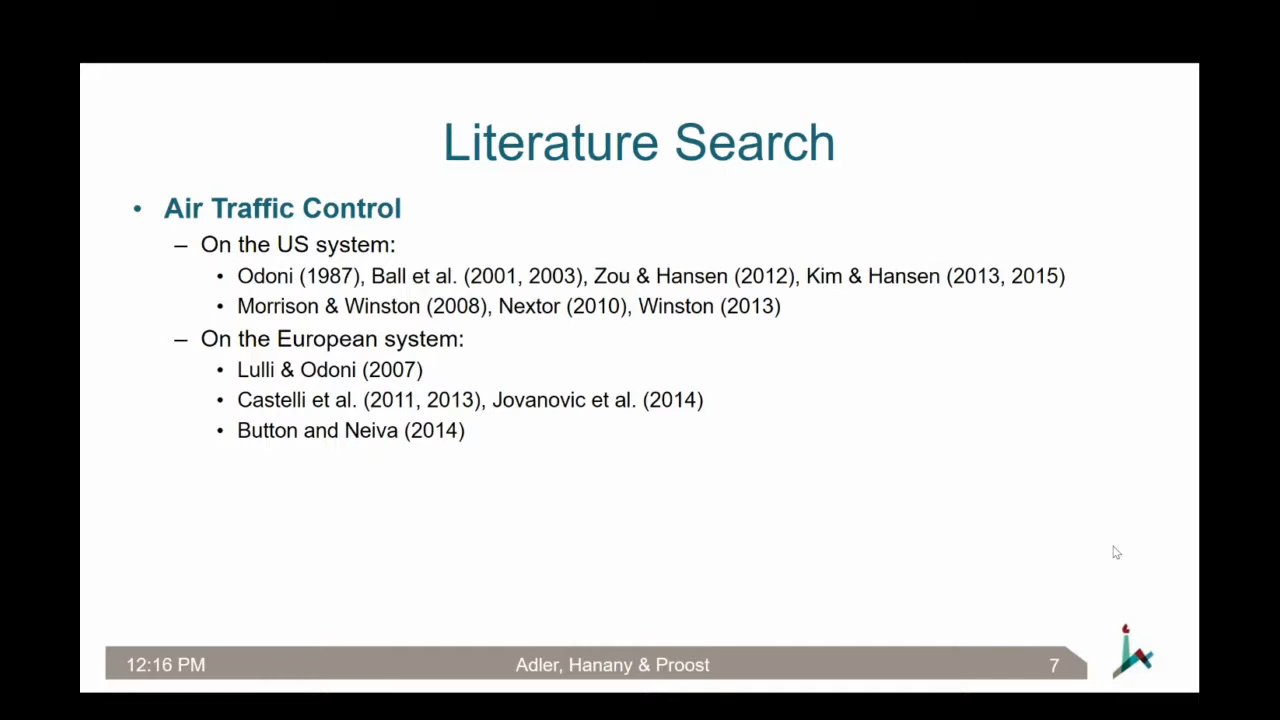 Literature Search
• Air Traffic Control
– On the US system:
• Odoni (1987), Ball et al. (2001, 2003), Zou & Hansen (2012), Kim & Hansen (2013, 2015)
• Morrison & Winston (2008), Nextor (2010), Winston (2013)
– On the European system:
• Lulli & Odoni (2007)
• Castelli et al. (2011, 2013), Jovanovic et al. (2014)
• Button and Neiva (2014)
12:16 PM Adler, Hanany & Proost 7